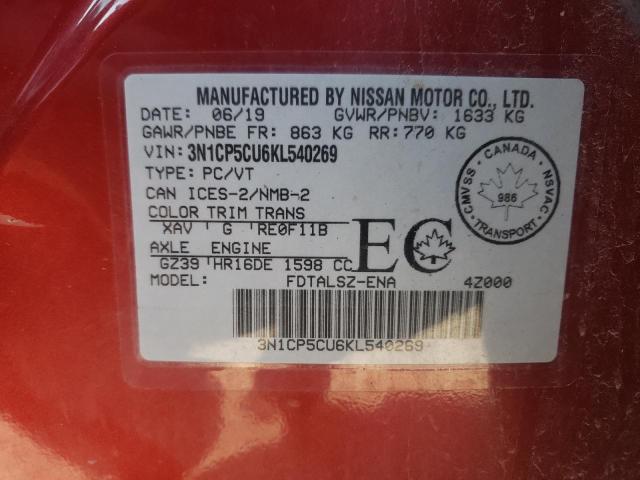 MANUFACTURED BY NISSAN MOTOR CO., LTD.
DATE: 06/19 GVWR/PNBV: 1633 KG
GAWR/PNBE FR: 863 KG RR: 770 KG
VIN: 3N1CP5CU6KL540269
TYPE: PC/VT
CAN ICES-2/NMB-2
COLOR TRIM TRANS
XAV G RE0F11B
AXLE ENGINE
GZ39 HR16DE 1598 CC
EC
MODEL: FDTALSZ-ENA 4Z000
3N1CP5CU6KL540269
CANADA
CMVSS NSVAC
986
TRANSPORT